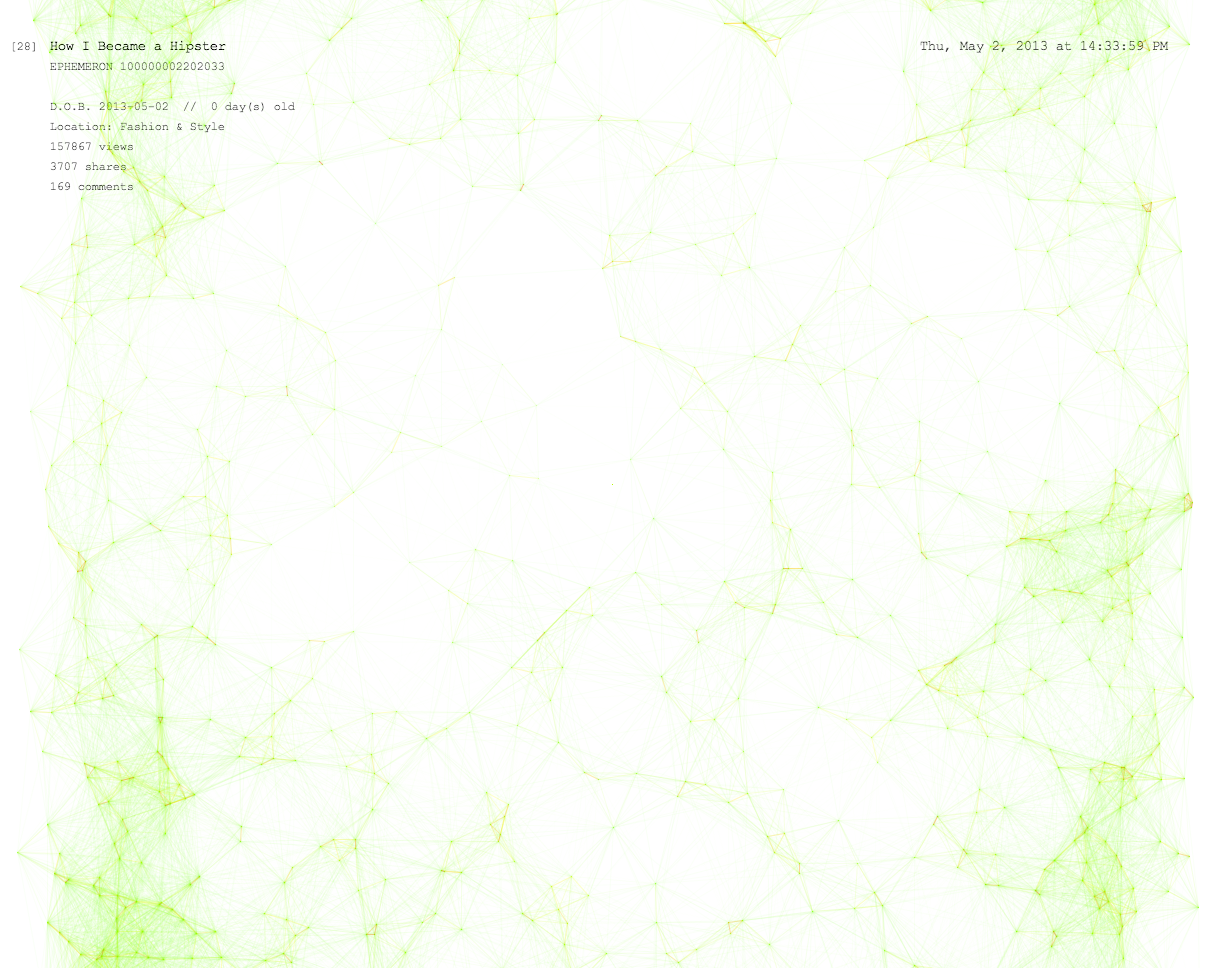 [28] How I Became a Hipster
Thu, May 2, 2013 at 14:33:59 PM
EPHEMERON 100000002202033
D.O.B. 2013-05-02 // 0 day(s) old
Location: Fashion & Style
157867 views
3707 shares
169 comments